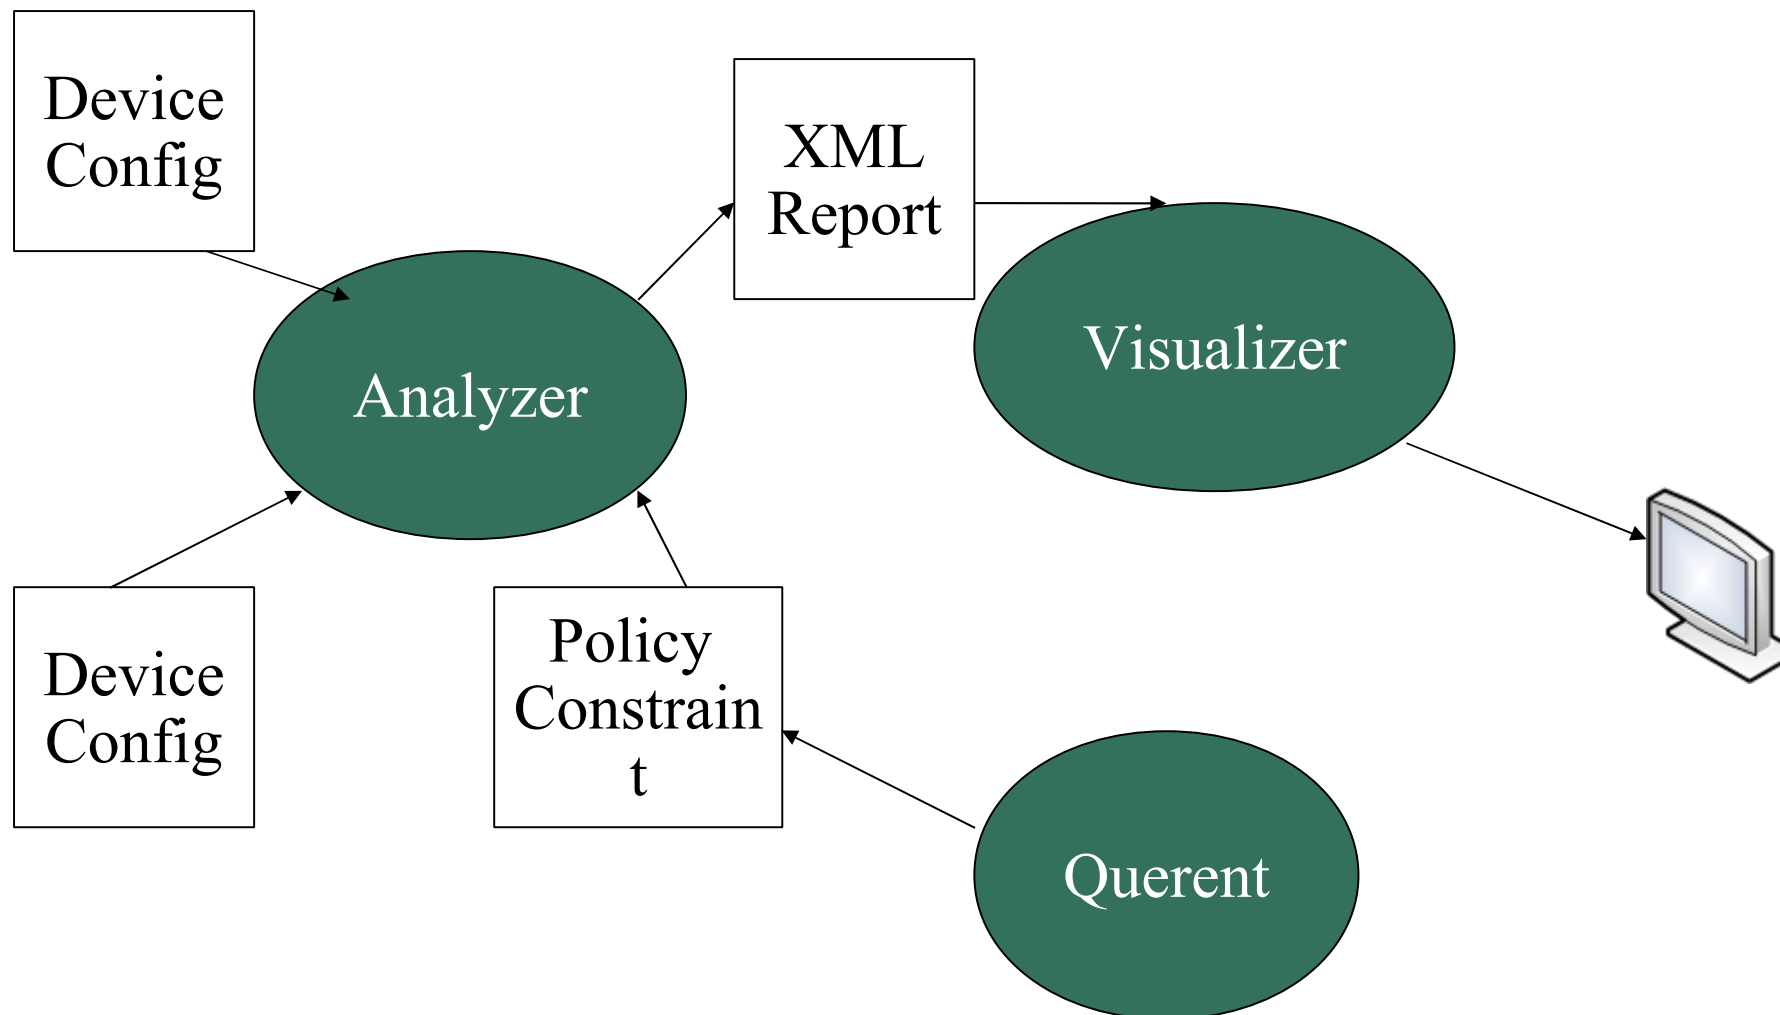 Device
Config
XML
Report
Visualizer
Analyzer
Device
Config
Policy
Constrain
t
Querent